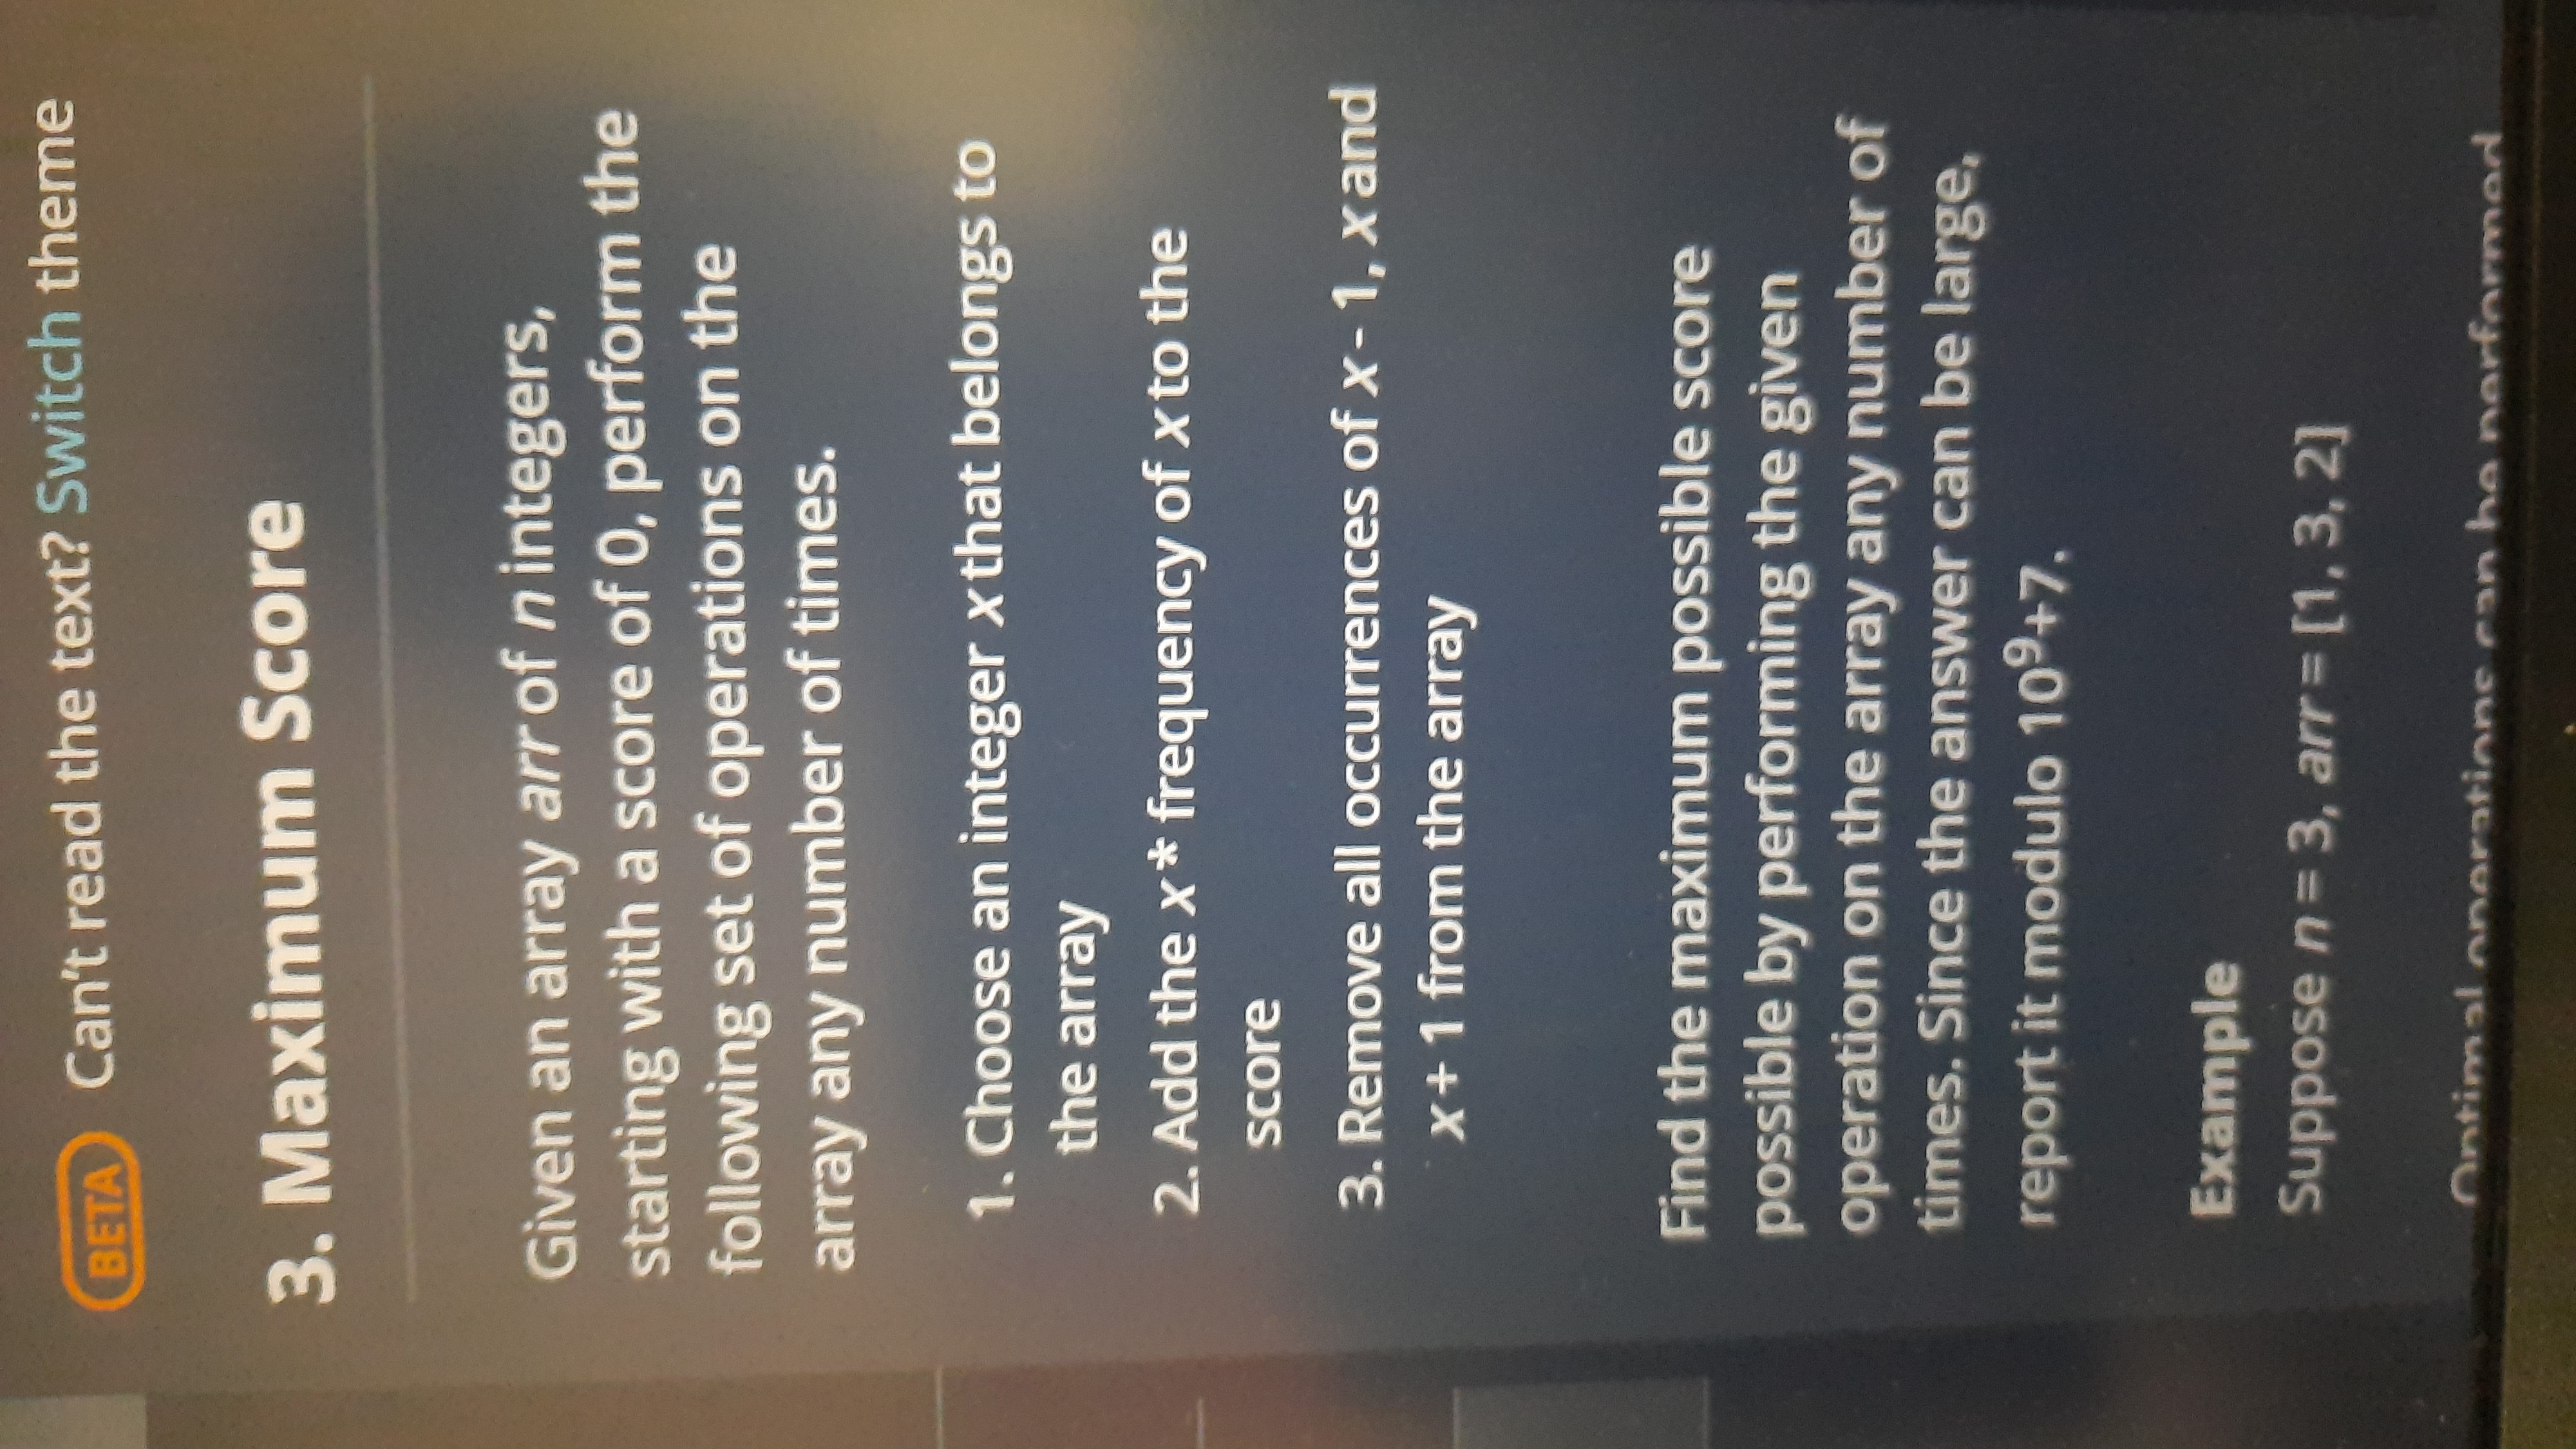 BETA Can't read the text? Switch theme
3. Maximum Score
Given an array arr of n integers,
starting with a score of 0, perform the
following set of operations on the
array any number of times.
1. Choose an integer x that belongs to
the array
2. Add the x * frequency of x to the
score
3. Remove all occurrences of x - 1, x and
x + 1 from the array
Find the maximum possible score
possible by performing the given
operation on the array any number of
times. Since the answer can be large,
report it modulo 10⁹+7.
Example
Suppose n = 3, arr = [1, 3, 2]
Optimal operations can be performed